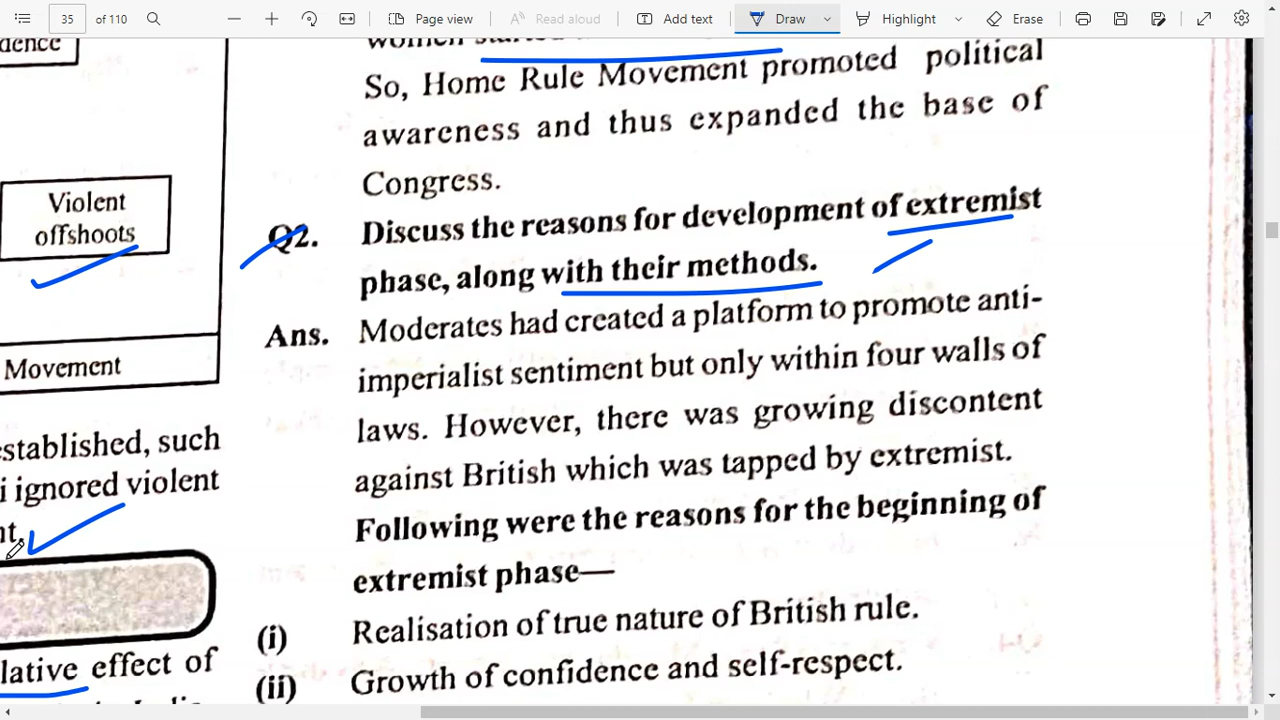 35 of 110 Page view Read aloud Add text Draw Highlight Erase
dence
women
So, Home Rule Movement promoted political
awareness and thus expanded the base of
Congress.
Violent
offshoots
Q2. Discuss the reasons for development of extremist
phase, along with their methods.
Ans. Moderates had created a platform to promote anti-
imperialist sentiment but only within four walls of
laws. However, there was growing discontent
against British which was tapped by extremist.
Following were the reasons for the beginning of
extremist phase—
(i) Realisation of true nature of British rule.
(ii) Growth of confidence and self-respect.
Movement
established, such
i ignored violent
nt.
lative effect of